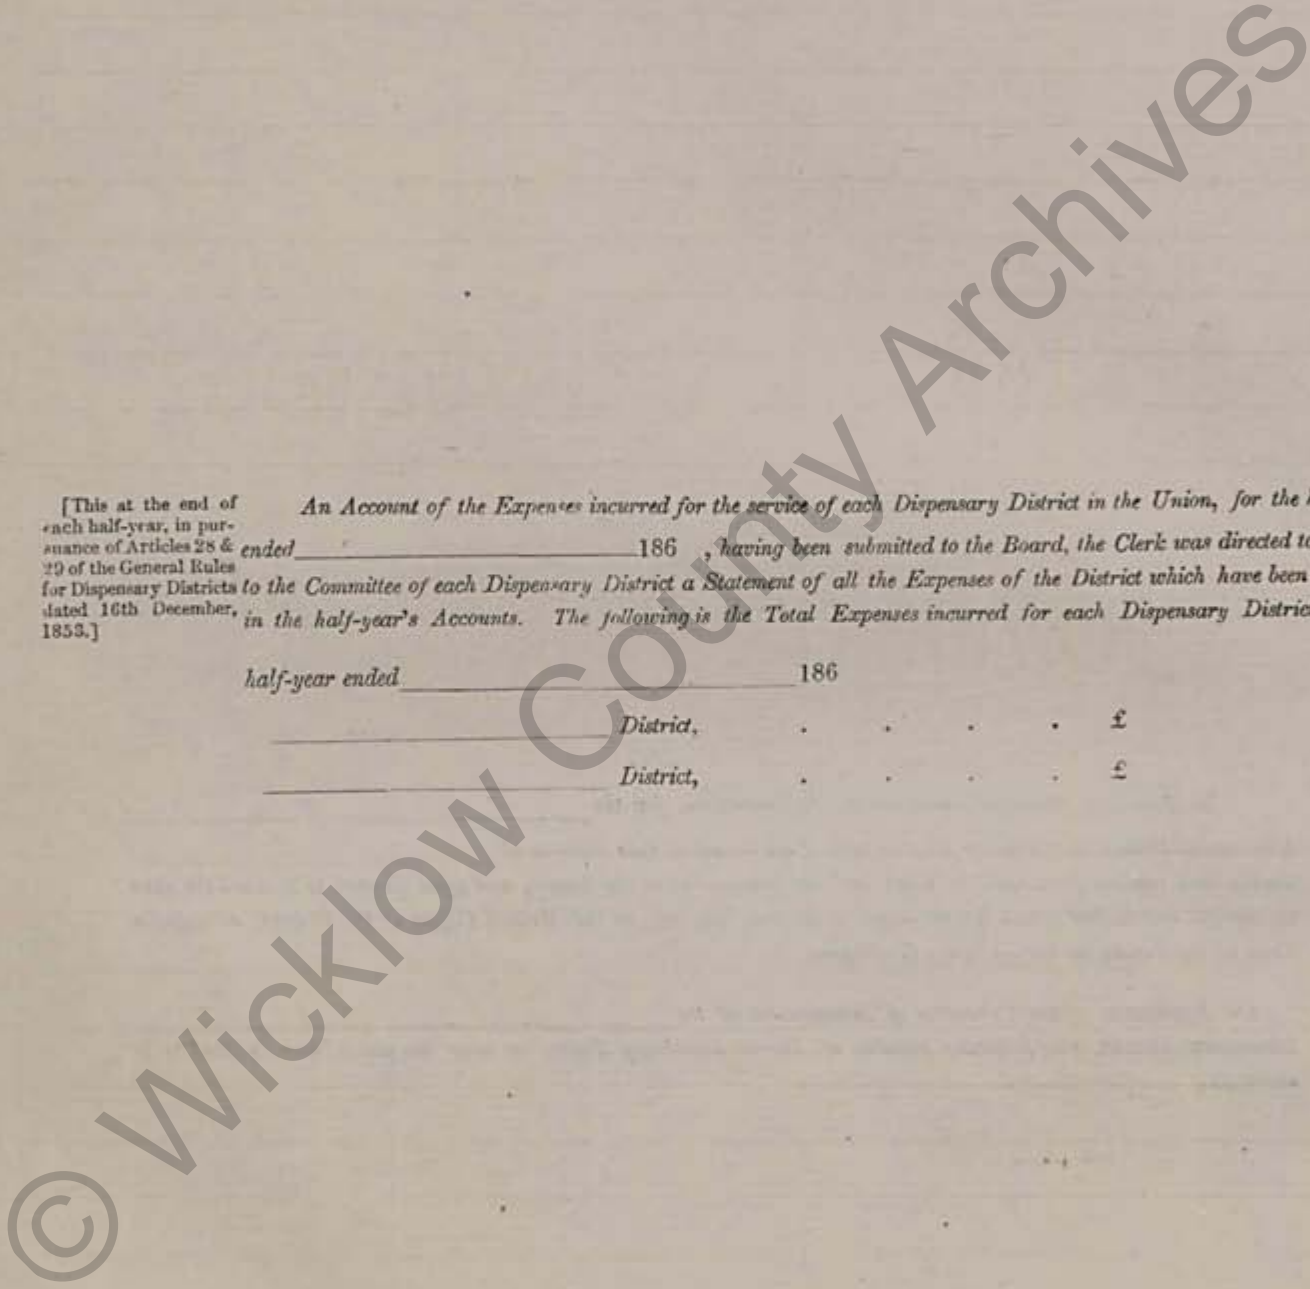 [This at the end of
each half-year, in pur-
suance of Articles 28 &
29 of the General Rules
for Dispensary Districts
dated 16th December,
1853.]
An Account of the Expenses incurred for the service of each Dispensary District in the Union, for the
ended 186 , having been submitted to the Board, the Clerk was directed to
to the Committee of each Dispensary District a Statement of all the Expenses of the District which have been
in the half-year's Accounts. The following is the Total Expenses incurred for each Dispensary District
half-year ended 186
District, . . . . £
District, . . . . £
© Wicklow County Archives